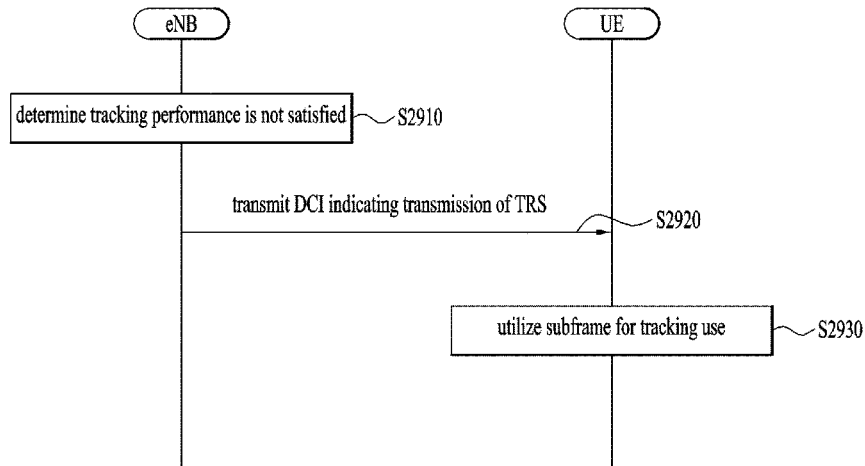 eNB
UE
determine tracking performance is not satisfied
S2910
transmit DCI indicating transmission of TRS
S2920
utilize subframe for tracking use
S2930